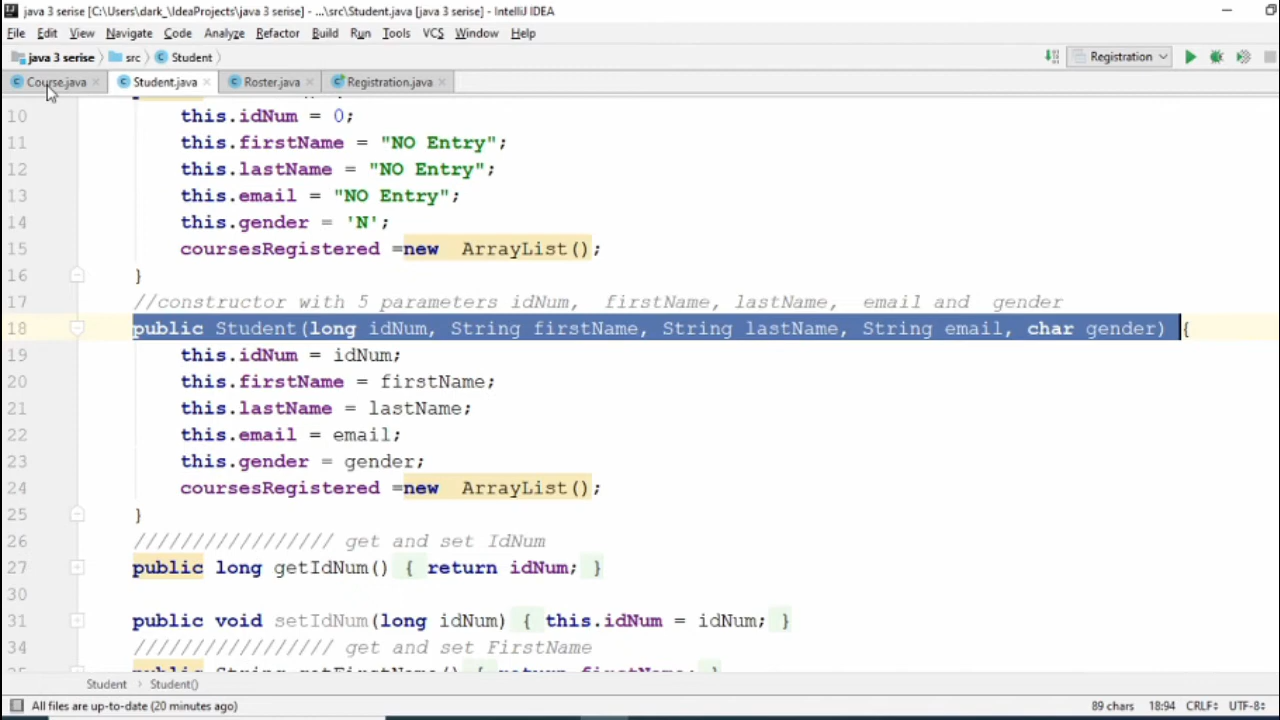 java 3 serise [C:\Users\dark_\IdeaProjects\java 3 serise] - ...\src\Student.java [java 3 serise] - IntelliJ IDEA
File Edit View Navigate Code Analyze Refactor Build Run Tools VCS Window Help
java 3 serise src Student Registration
Course.java Student.java Roster.java Registration.java
10 this.idNum = 0;
11 this.firstName = "NO Entry";
12 this.lastName = "NO Entry";
13 this.email = "NO Entry";
14 this.gender = 'N';
15 coursesRegistered =new ArrayList();
16 }
17 //constructor with 5 parameters idNum, firstName, lastName, email and gender
18 public Student(long idNum, String firstName, String lastName, String email, char gender) {
19 this.idNum = idNum;
20 this.firstName = firstName;
21 this.lastName = lastName;
22 this.email = email;
23 this.gender = gender;
24 coursesRegistered =new ArrayList();
25 }
26 ///////////////// get and set IdNum
27 public long getIdNum() { return idNum; }
30
31 public void setIdNum(long idNum) { this.idNum = idNum; }
34 ///////////////// get and set FirstName
35 public String getFirstName() { return firstName; }
Student Student()
All files are up-to-date (20 minutes ago) 89 chars 18:94 CRLF UTF-8